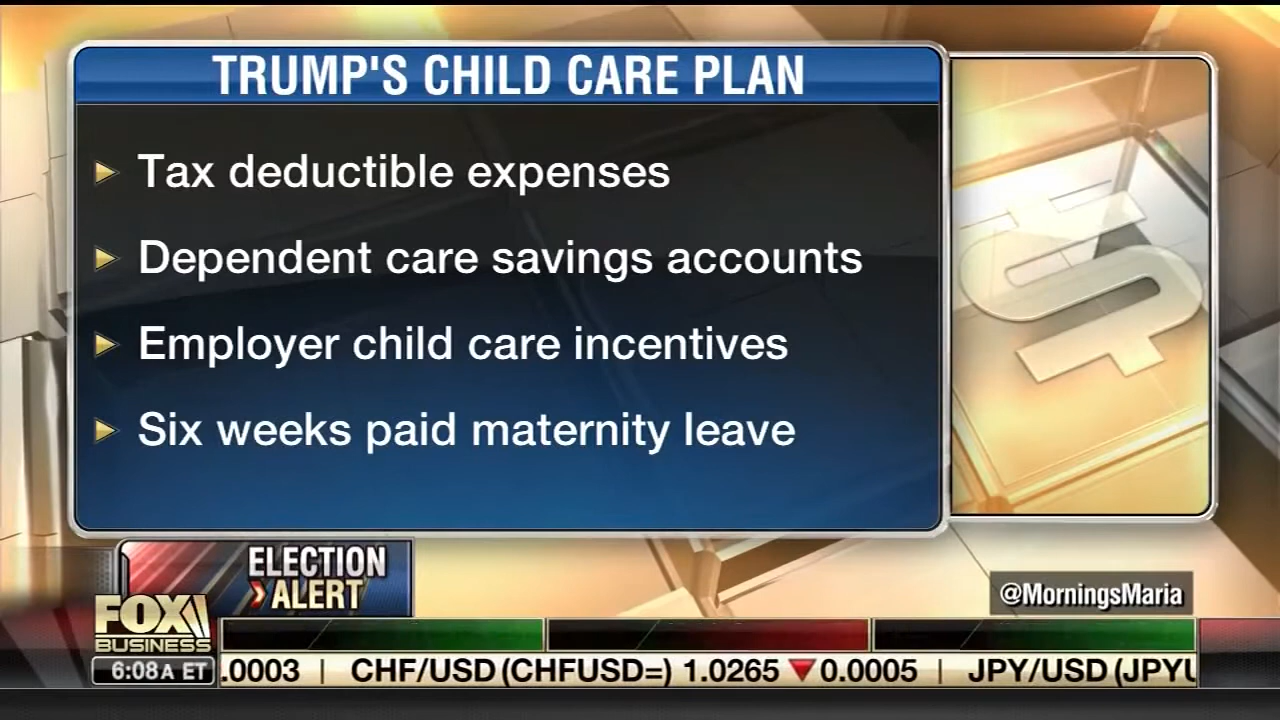 TRUMP'S CHILD CARE PLAN
Tax deductible expenses
Dependent care savings accounts
Employer child care incentives
Six weeks paid maternity leave
ELECTION
ALERT
@MorningsMaria
FOX
BUSINESS
6:08A ET
.0003 | CHF/USD (CHFUSD=) 1.0265 ▼ 0.0005 | JPY/USD (JPYU